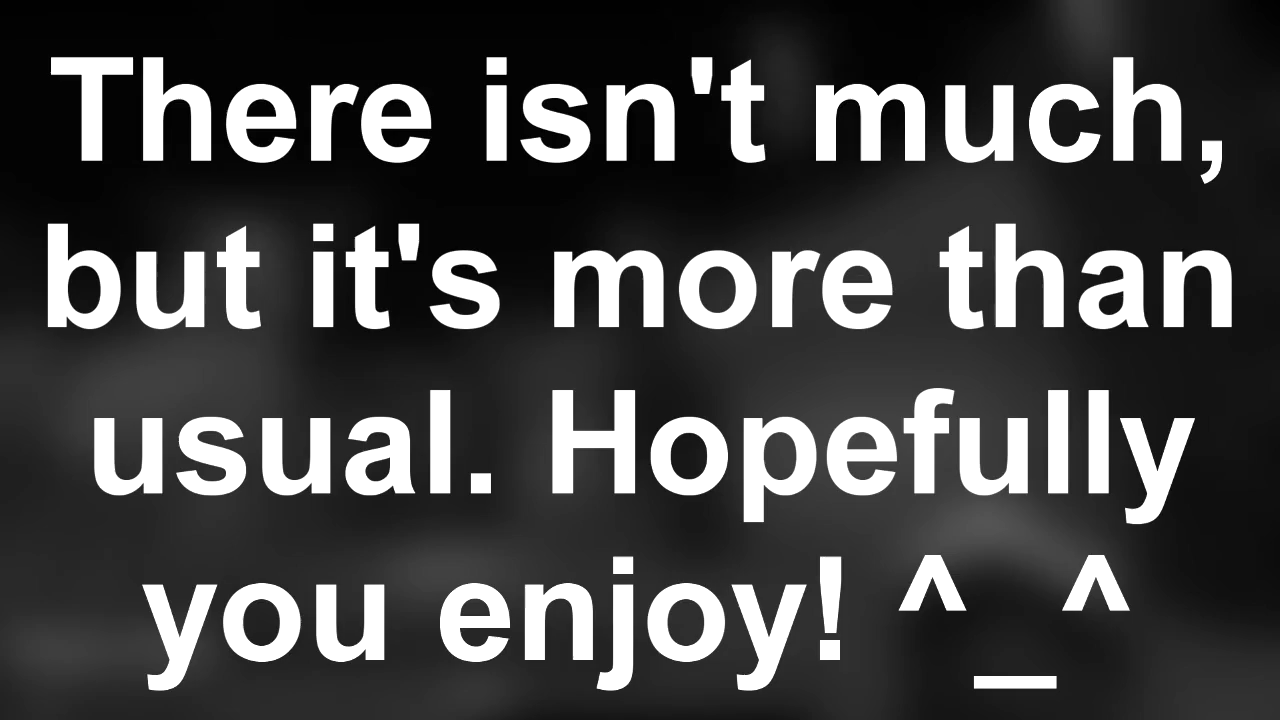 There isn't much,
but it's more than
usual. Hopefully
you enjoy! ^_^